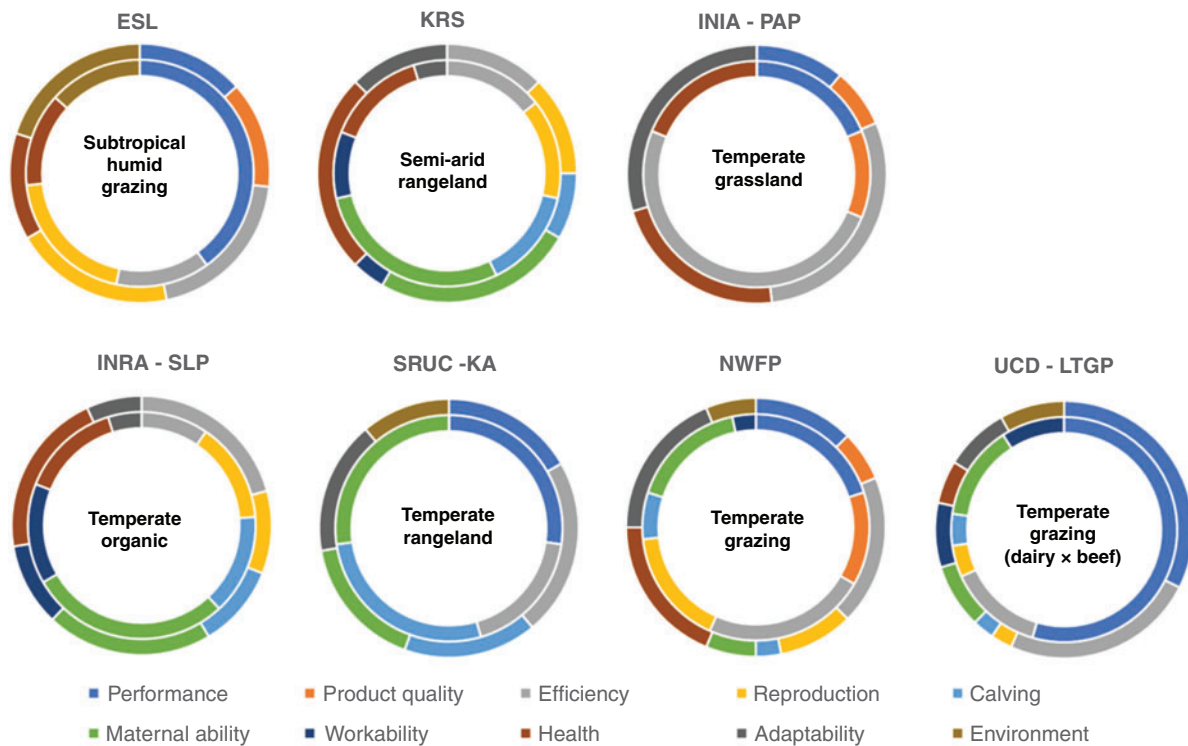 ESL
KRS
INIA - PAP
Subtropical
humid
grazing
Semi-arid
rangeland
Temperate
grassland
INRA - SLP
SRUC -KA
NWFP
UCD - LTGP
Temperate
organic
Temperate
rangeland
Temperate
grazing
Temperate
grazing
(dairy × beef)
Performance
Product quality
Efficiency
Reproduction
Calving
Maternal ability
Workability
Health
Adaptability
Environment